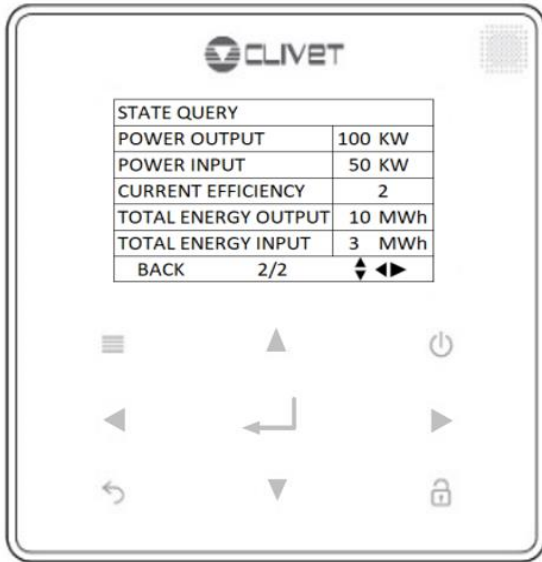 CLIVET
STATE QUERY
POWER OUTPUT 100 KW
POWER INPUT 50 KW
CURRENT EFFICIENCY 2
TOTAL ENERGY OUTPUT 10 MWh
TOTAL ENERGY INPUT 3 MWh
BACK 2/2